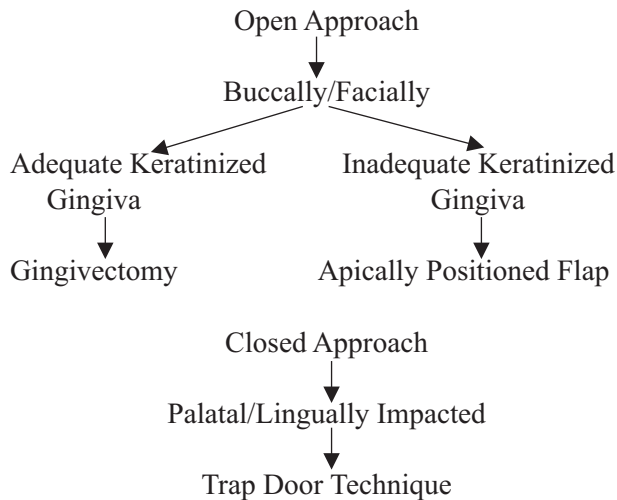 Open Approach
Buccally/Facially
Adequate Keratinized
Gingiva
Inadequate Keratinized
Gingiva
Gingivectomy
Apically Positioned Flap
Closed Approach
Palatal/Lingually Impacted
Trap Door Technique